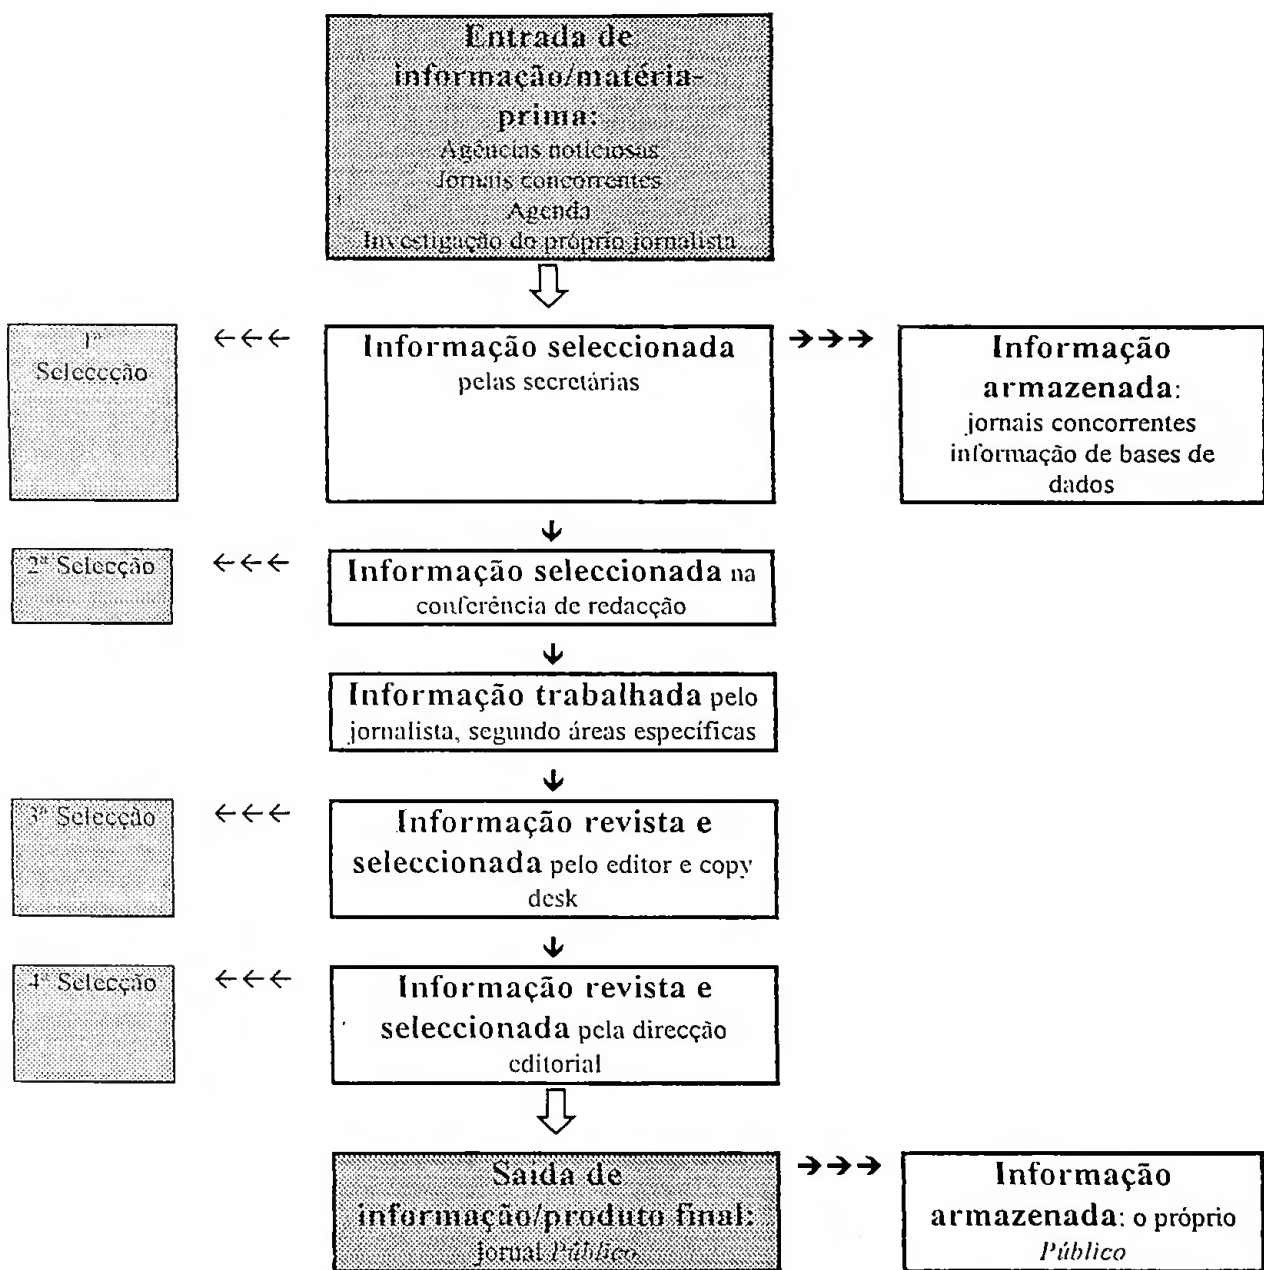 Entrada de
informação/matéria-
prima:
Agências noticiosas
Jornais concorrentes
Agenda
Investigação do próprio jornalista
1ª
Selecção
←←←
Informação seleccionada
pelas secretárias
→→→
Informação
armazenada:
jornais concorrentes
informação de bases de
dados
2ª Selecção
←←←
Informação seleccionada na
conferência de redacção
Informação trabalhada pelo
jornalista, segundo áreas específicas
3ª Selecção
←←←
Informação revista e
seleccionada pelo editor e copy
desk
4ª Selecção
←←←
Informação revista e
seleccionada pela direcção
editorial
Saída de
informação/produto final:
Jornal Público
→→→
Informação
armazenada: o próprio
Público